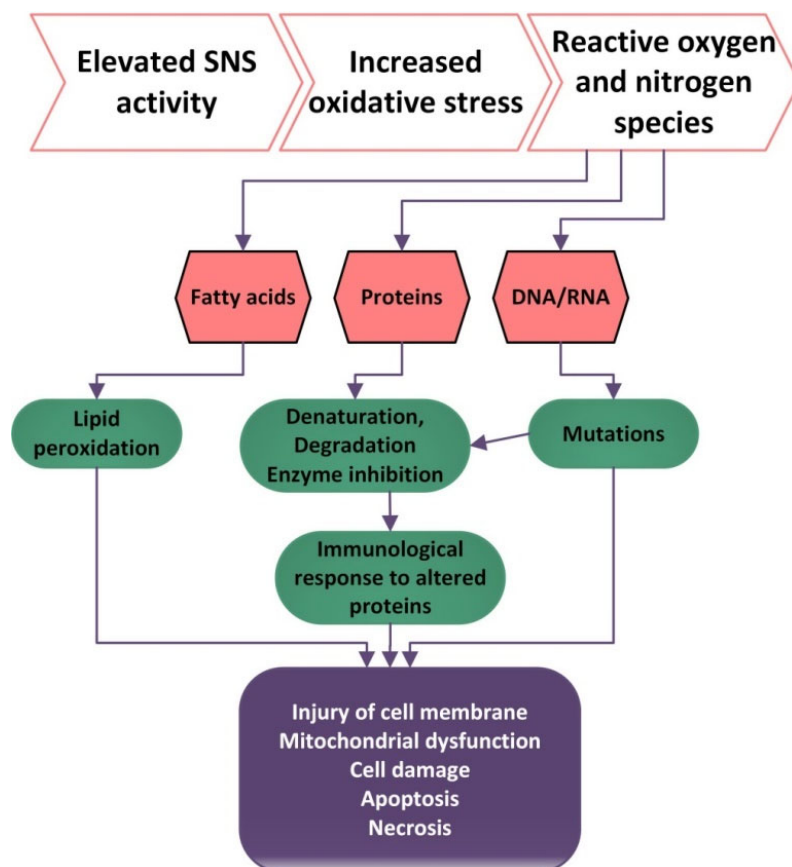 Elevated SNS
activity
Increased
oxidative stress
Reactive oxygen
and nitrogen
species
Fatty acids
Proteins
DNA/RNA
Lipid
peroxidation
Denaturation,
Degradation
Enzyme inhibition
Mutations
Immunological
response to altered
proteins
Injury of cell membrane
Mitochondrial dysfunction
Cell damage
Apoptosis
Necrosis